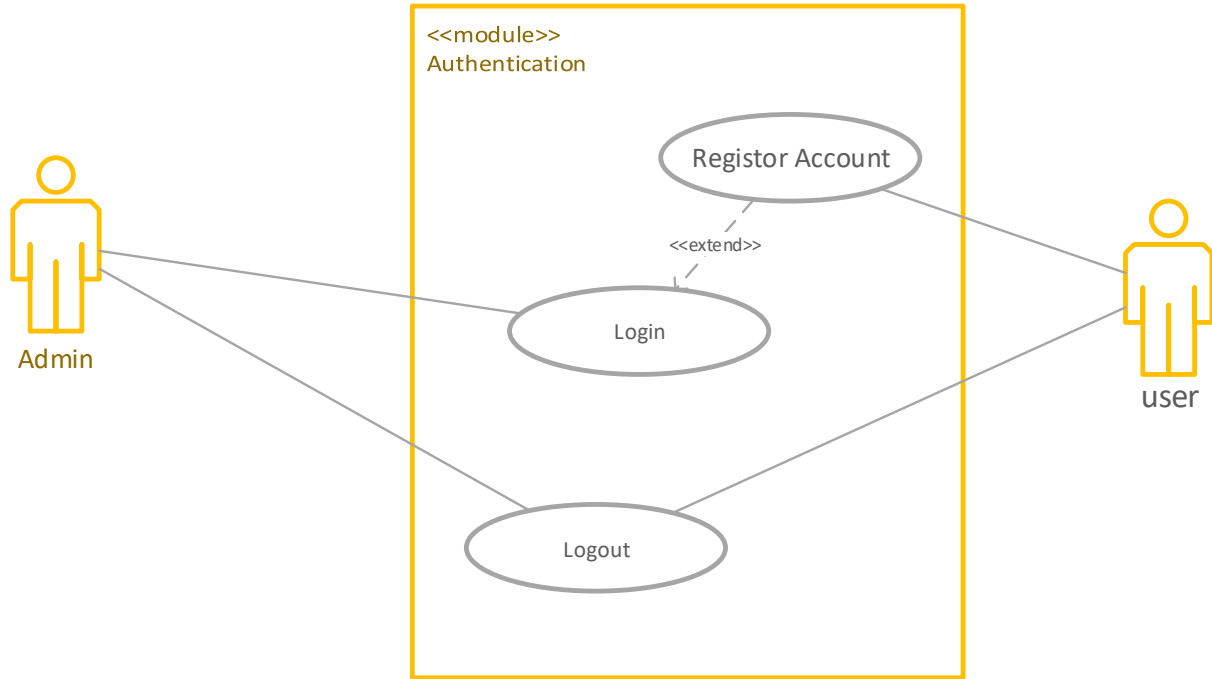 <<module>>
Authentication
Registor Account
<<extend>>
Login
Admin
user
Logout